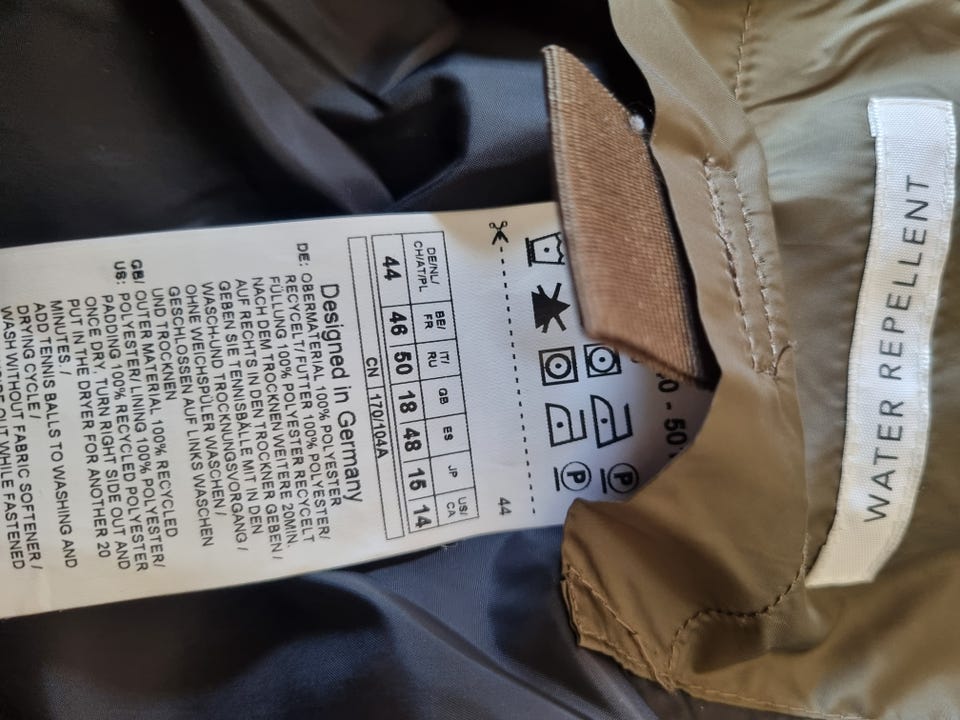 WATER REPELLENT
44
DE/NL/ BE/ IT/ GB ES JP US/
CH/AT/PL FR RU CA
44 46 50 18 48 15 14
CN 170/104A
Designed in Germany
DE: OBERMATERIAL 100% POLYESTER
RECYCELT/ FUTTER 100% POLYESTER/
FÜLLUNG 100% POLYESTER RECYCELT
NACH DEM TROCKNEN WEITERE 20MIN.
AUF RECHTS IN DEN TROCKNER GEBEN /
GEBEN SIE TENNISBÄLLE MIT IN DEN
WASCH-UND TROCKNUNGSVORGANG /
OHNE WEICHSPÜLER WASCHEN /
GESCHLOSSEN / AUF LINKS WASCHEN
UND TROCKNEN
GB/ OUTER MATERIAL 100% RECYCLED
US: POLYESTER/ LINING 100% POLYESTER/
PADDING 100% RECYCLED POLYESTER
ONCE DRY, TURN RIGHT SIDE OUT AND
PUT IN THE DRYER FOR ANOTHER 20
MINUTES. /
ADD TENNIS BALLS TO WASHING AND
DRYING CYCLE /
WASH WITHOUT FABRIC SOFTENER /
OUT WHILE FASTENED